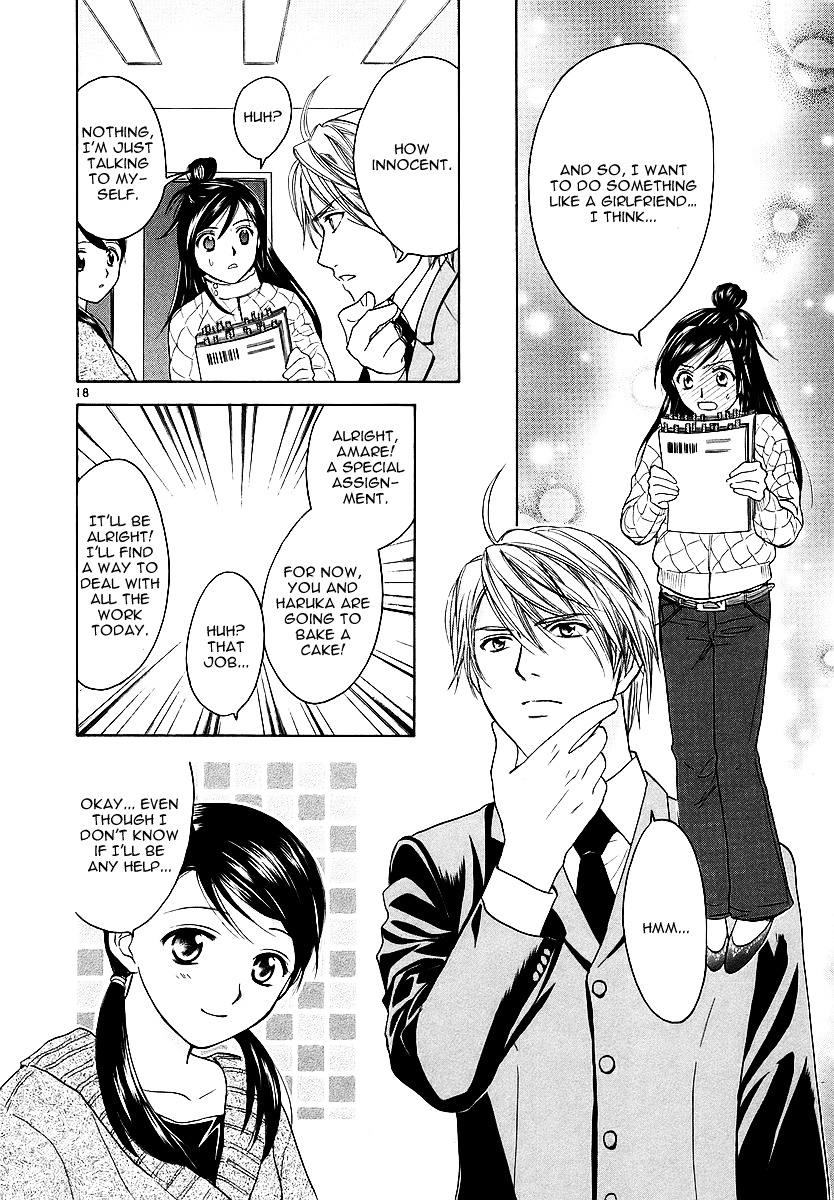 AND SO, I WANT
TO DO SOMETHING
LIKE A GIRLFRIEND...
I THINK...
HMM...
HOW
INNOCENT.
HUH?
NOTHING,
I'M JUST
TALKING
TO MY-
SELF.
18
ALRIGHT,
AMARE!
A SPECIAL
ASSIGN-
MENT.
FOR NOW,
YOU AND
HARUKA ARE
GOING TO
BAKE A
CAKE!
HUH?
THAT
JOB...
IT'LL BE
ALRIGHT!
I'LL FIND
A WAY TO
DEAL WITH
ALL THE
WORK
TODAY.
OKAY... EVEN
THOUGH I
DON'T KNOW
IF I'LL BE
ANY HELP...